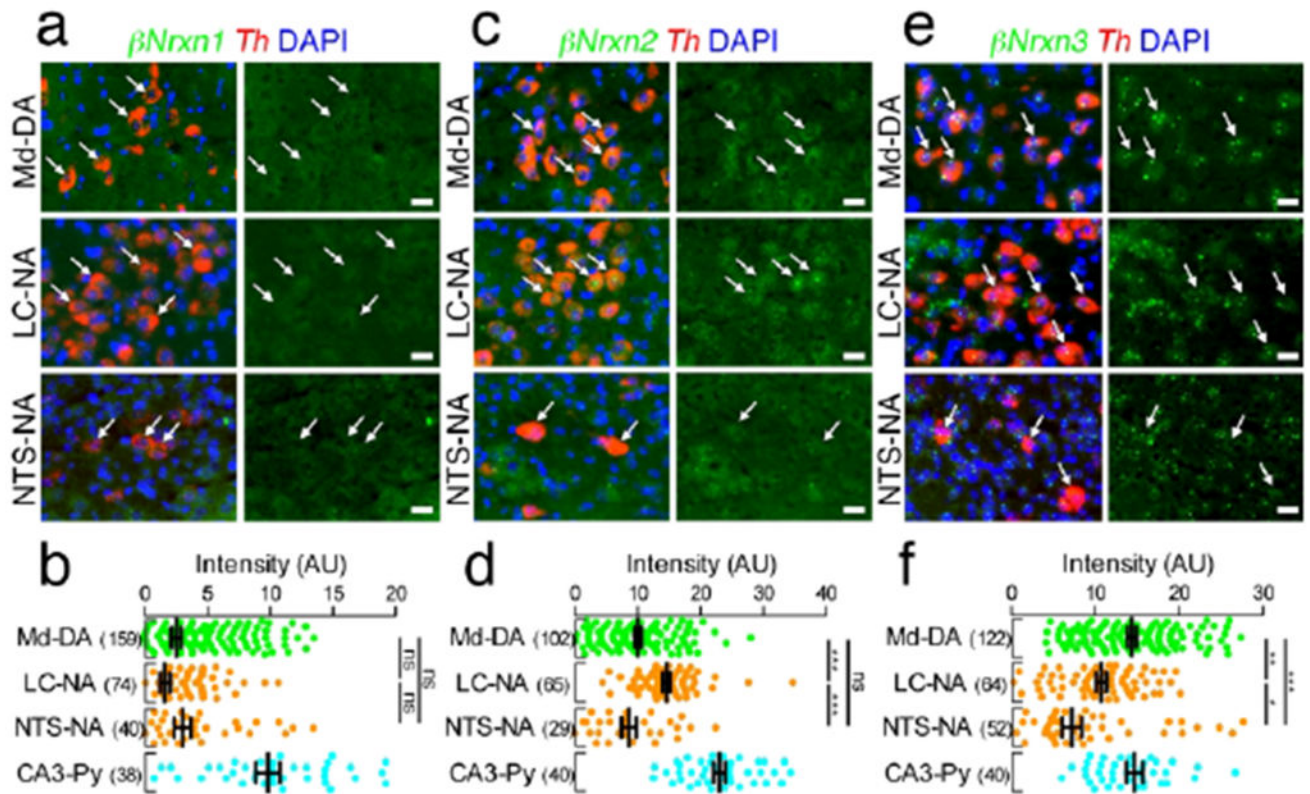 a
βNrxn1 Th DAPI
Md-DA
LC-NA
NTS-NA
c
βNrxn2 Th DAPI
Md-DA
LC-NA
NTS-NA
e
βNrxn3 Th DAPI
Md-DA
LC-NA
NTS-NA
b
Intensity (AU)
0 5 10 15 20
Md-DA (159)
LC-NA (74)
NTS-NA (40)
CA3-Py (38)
ns
ns
ns
d
Intensity (AU)
0 10 20 30 40
Md-DA (102)
LC-NA (65)
NTS-NA (29)
CA3-Py (40)
***
***
ns
f
Intensity (AU)
0 10 20 30
Md-DA (122)
LC-NA (64)
NTS-NA (52)
CA3-Py (40)
**
*
***